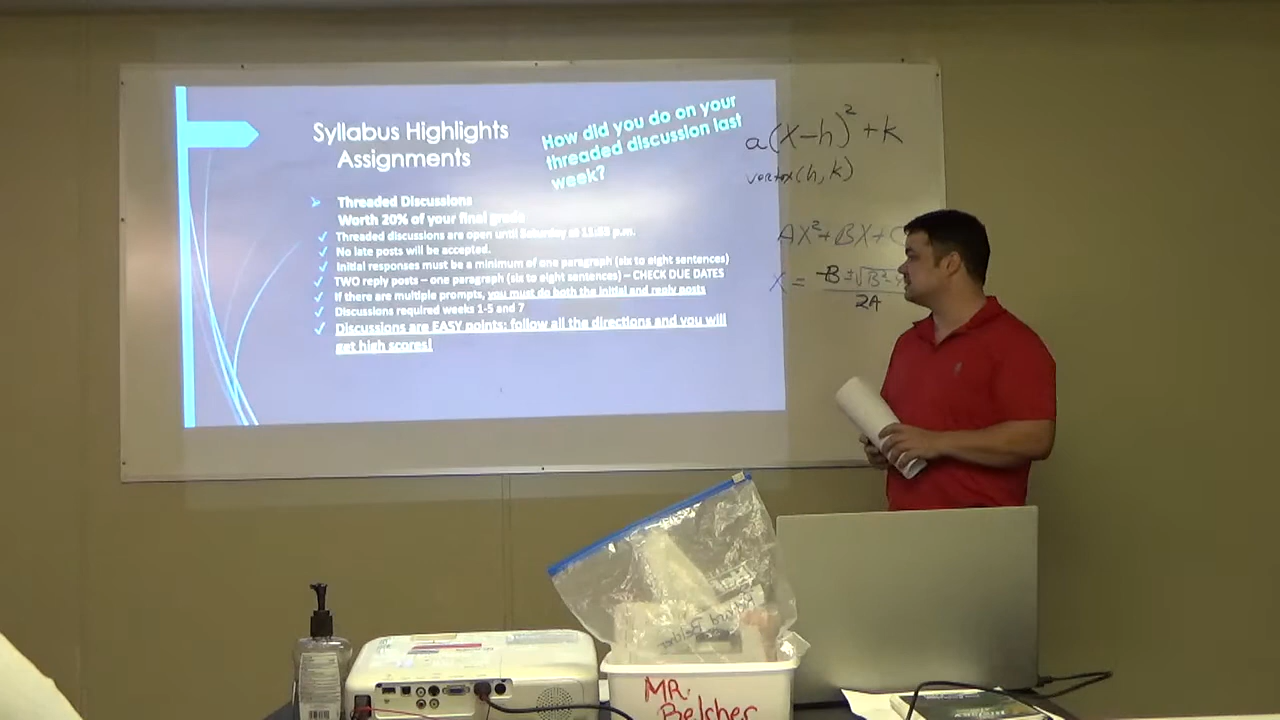 Syllabus Highlights
Assignments
How did you do on your
threaded discussion last
week?
Threaded Discussions
Worth 20% of your final grade
Threaded discussions are open until Saturday at 11:55 p.m.
No late posts will be accepted.
Initial responses must be a minimum of one paragraph (six to eight sentences)
TWO reply posts – one paragraph (six to eight sentences) – CHECK DUE DATES
If there are multiple prompts, you must do both the initial and reply posts
Discussions required weeks 1-5 and 7
Discussions are EASY points; follow all the directions and you will
get high scores!
a(x-h)²+k
vertex(h,k)
AX²+BX+C
X = -B±√B²-4
2A
MR.
Belcher